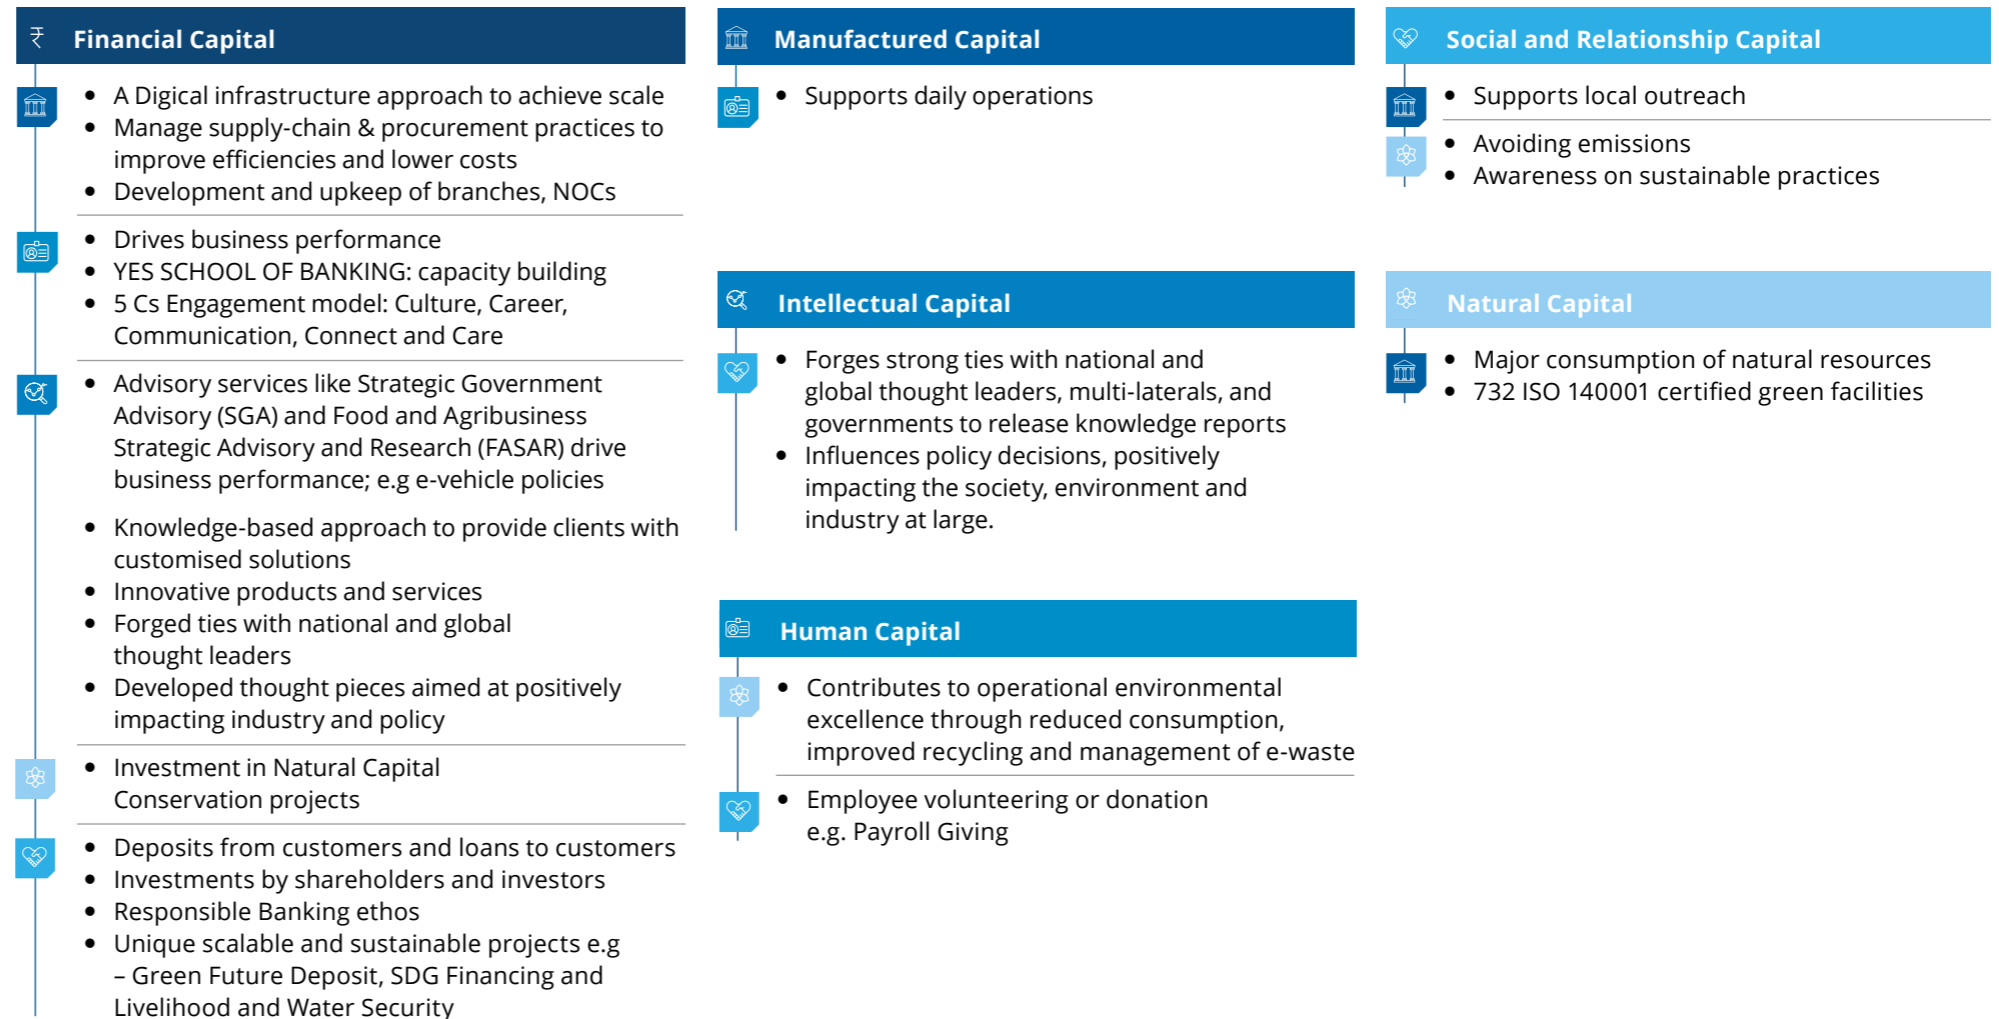 ₹ Financial Capital
• A Digical infrastructure approach to achieve scale
• Manage supply-chain & procurement practices to
improve efficiencies and lower costs
• Development and upkeep of branches, NOCs
• Drives business performance
• YES SCHOOL OF BANKING: capacity building
• 5 Cs Engagement model: Culture, Career,
Communication, Connect and Care
• Advisory services like Strategic Government
Advisory (SGA) and Food and Agribusiness
Strategic Advisory and Research (FASAR) drive
business performance; e.g e-vehicle policies
• Knowledge-based approach to provide clients with
customised solutions
• Innovative products and services
• Forged ties with national and global
thought leaders
• Developed thought pieces aimed at positively
impacting industry and policy
• Investment in Natural Capital
Conservation projects
• Deposits from customers and loans to customers
• Investments by shareholders and investors
• Responsible Banking ethos
• Unique scalable and sustainable projects e.g
– Green Future Deposit, SDG Financing and
Livelihood and Water Security
Manufactured Capital
• Supports daily operations
Intellectual Capital
• Forges strong ties with national and
global thought leaders, multi-laterals, and
governments to release knowledge reports
• Influences policy decisions, positively
impacting the society, environment and
industry at large.
Human Capital
• Contributes to operational environmental
excellence through reduced consumption,
improved recycling and management of e-waste
• Employee volunteering or donation
e.g. Payroll Giving
Social and Relationship Capital
• Supports local outreach
• Avoiding emissions
• Awareness on sustainable practices
Natural Capital
• Major consumption of natural resources
• 732 ISO 140001 certified green facilities